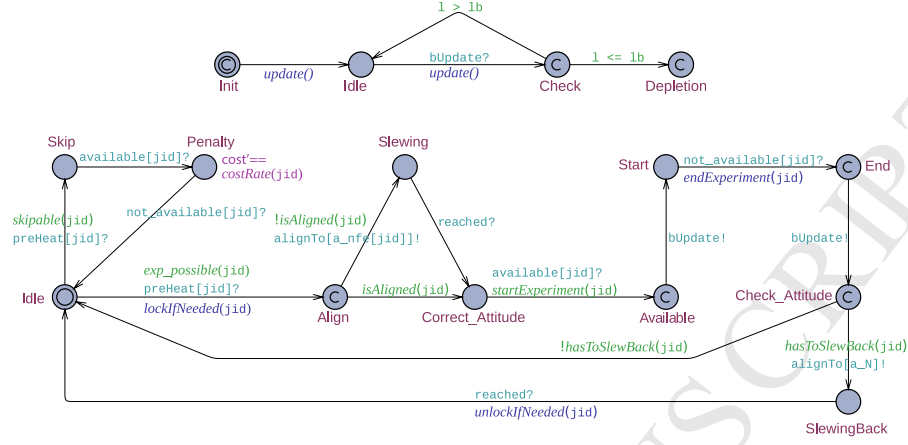 l > lb
bUpdate?
l <= lb
update()
update()
Init
Idle
Check
Depletion
Skip
Penalty
Slewing
Start
End
available[jid]?
cost'==
costRate(jid)
not_available[jid]?
endExperiment(jid)
skipable(jid)
preHeat[jid]?
not_available[jid]?
!isAligned(jid)
alignTo[a_nfe[jid]]!
reached?
bUpdate!
bUpdate!
exp_possible(jid)
preHeat[jid]?
lockIfNeeded(jid)
isAligned(jid)
available[jid]?
startExperiment(jid)
Idle
Align
Correct_Attitude
Available
Check_Attitude
!hasToSlewBack(jid)
hasToSlewBack(jid)
alignTo[a_N]!
reached?
unlockIfNeeded(jid)
SlewingBack
NUSCRIPT